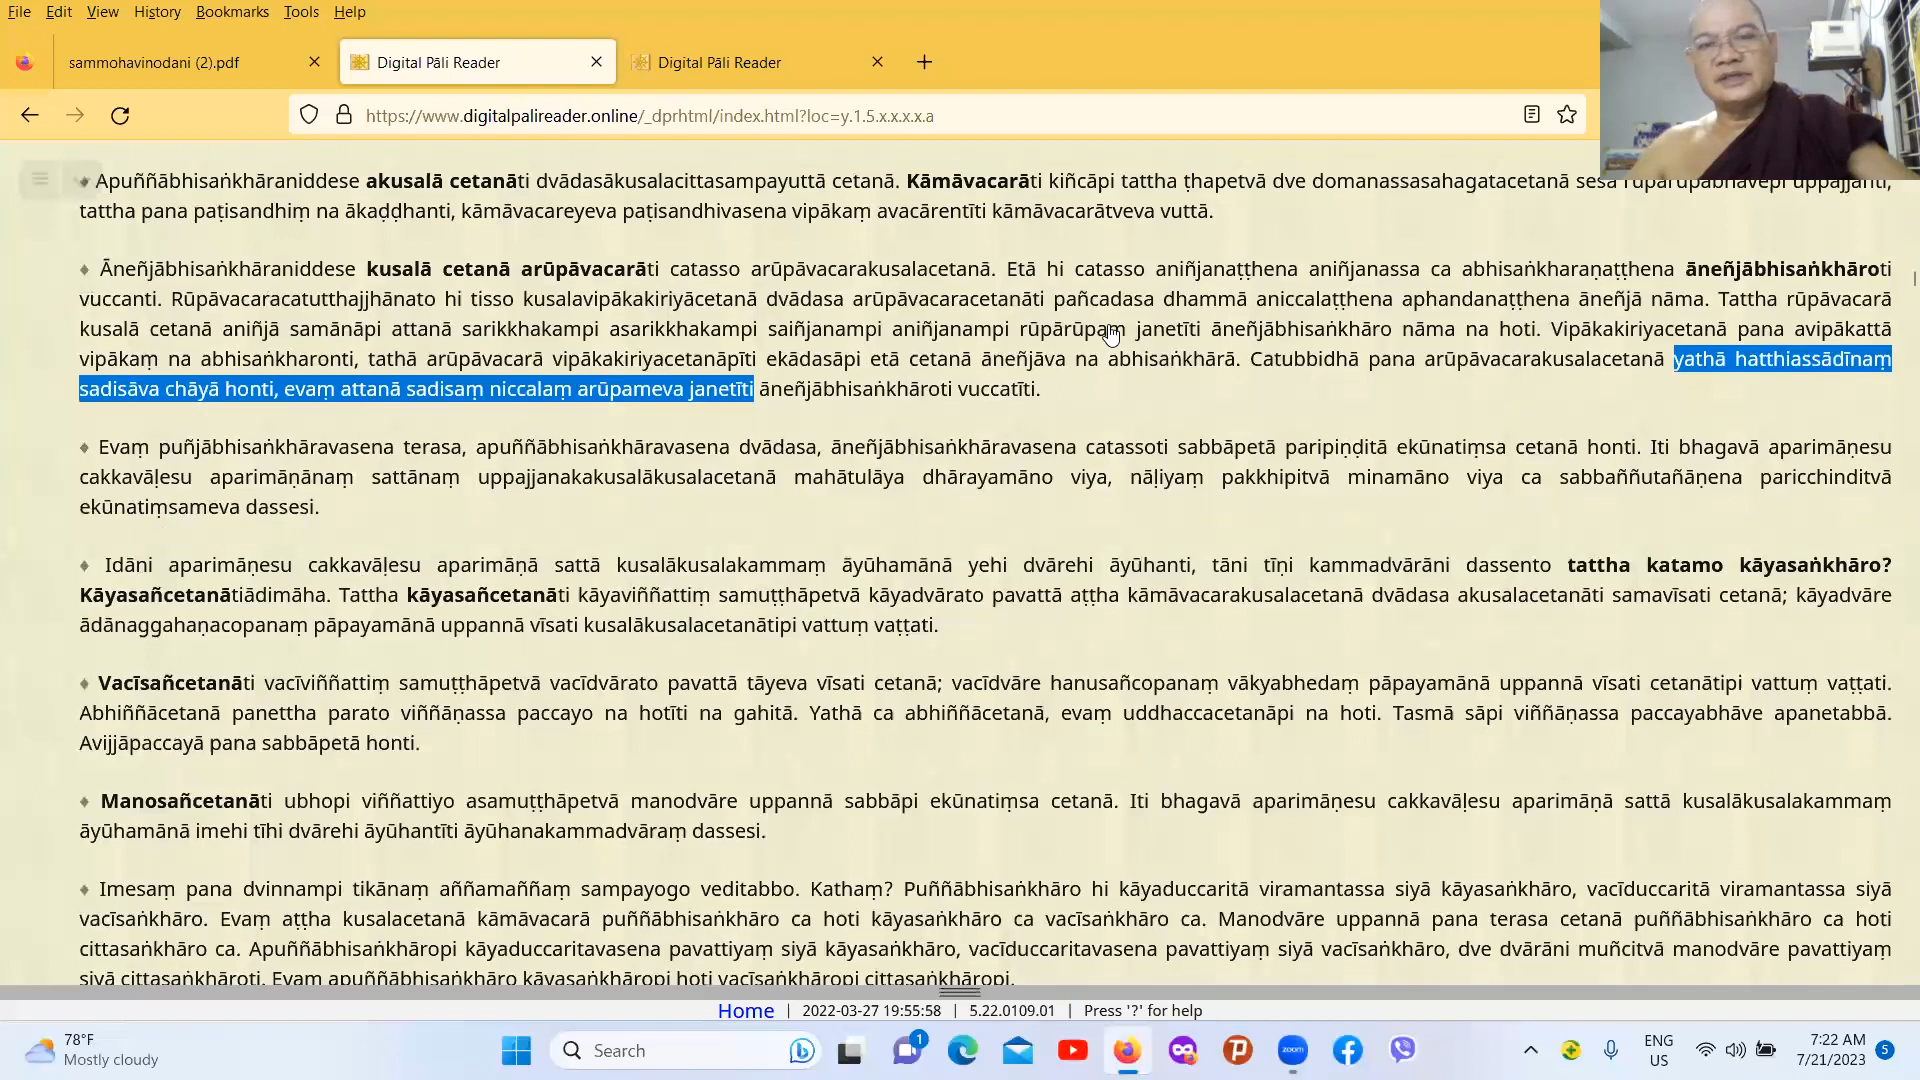 File Edit View History Bookmarks Tools Help
sammohavinodani (2).pdf
Digital Pāli Reader
Digital Pāli Reader
https://www.digitalpalireader.online/_dprhtml/index.html?loc=y.1.5.x.x.x.x.a
♦ Apuññābhisaṅkhāraniddese akusalā cetanāti dvādasākusalacittasampayuttā cetanā. Kāmāvacarāti kiñcāpi tattha ṭhapetvā dve domanassasahagatacetanā sesā rūpārūpabhavepi uppajjanti,
tattha pana paṭisandhiṃ na ākaḍḍhanti, kāmāvacareyeva paṭisandhivasena vipākaṃ avacārentīti kāmāvacarātveva vuttā.
♦ Āneñjābhisaṅkhāraniddese kusalā cetanā arūpāvacarāti catasso arūpāvacarakusalacetanā. Etā hi catasso aniñjanaṭṭhena aniñjanassa ca abhisaṅkharaṇaṭṭhena āneñjābhisaṅkhāroti
vuccanti. Rūpāvacaracatutthajjhānato hi tisso kusalavipākakiriyācetanā dvādasa arūpāvacaracetanāti pañcadasa dhammā aniccalaṭṭhena aphandanaṭṭhena āneñjā nāma. Tattha rūpāvacarā
kusalā cetanā aniñjā samānāpi attanā sarikkhakampi asarikkhakampi saiñjanampi aniñjanampi rūpārūpaṃ janetīti āneñjābhisaṅkhāro nāma na hoti. Vipākakiriyacetanā pana avipākattā
vipākaṃ na abhisaṅkharonti, tathā arūpāvacarā vipākakiriyacetanāpīti ekādasāpi etā cetanā āneñjāva na abhisaṅkhārā. Catubbidhā pana arūpāvacarakusalacetanā yathā hatthiassādīnaṃ
sadisāva chāyā honti, evaṃ attanā sadisaṃ niccalaṃ arūpameva janetīti āneñjābhisaṅkhāroti vuccatīti.
♦ Evaṃ puñjābhisaṅkhāravasena terasa, apuññābhisaṅkhāravasena dvādasa, āneñjābhisaṅkhāravasena catassoti sabbāpetā paripiṇḍitā ekūnatiṃsa cetanā honti. Iti bhagavā aparimāṇesu
cakkavāḷesu aparimāṇānaṃ sattānaṃ uppajjanakakusalākusalacetanā mahātulāya dhārayamāno viya, nāḷiyaṃ pakkhipitvā minamāno viya ca sabbaññutañāṇena paricchinditvā
ekūnatiṃsameva dassesi.
♦ Idāni aparimāṇesu cakkavāḷesu aparimāṇā sattā kusalākusalakammaṃ āyūhamānā yehi dvārehi āyūhanti, tāni tīṇi kammadvārāni dassento tattha katamo kāyasaṅkhāro?
Kāyasañcetanātiādimāha. Tattha kāyasañcetanāti kāyaviññattiṃ samuṭṭhāpetvā kāyadvārato pavattā aṭṭha kāmāvacarakusalacetanā dvādasa akusalacetanāti samavīsati cetanā; kāyadvāre
ādānaggahaṇacopanaṃ pāpayamānā uppannā vīsati kusalākusalacetanātipi vattuṃ vaṭṭati.
♦ Vacīsañcetanāti vacīviññattiṃ samuṭṭhāpetvā vacīdvārato pavattā tāyeva vīsati cetanā; vacīdvāre hanusañcopanaṃ vākyabhedaṃ pāpayamānā uppannā vīsati cetanātipi vattuṃ vaṭṭati.
Abhiññācetanā panettha parato viññāṇassa paccayo na hotīti na gahitā. Yathā ca abhiññācetanā, evaṃ uddhaccacetanāpi na hoti. Tasmā sāpi viññāṇassa paccayabhāve apanetabbā.
Avijjāpaccayā pana sabbāpetā honti.
♦ Manosañcetanāti ubhopi viññattiyo asamuṭṭhāpetvā manodvāre uppannā sabbāpi ekūnatiṃsa cetanā. Iti bhagavā aparimāṇesu cakkavāḷesu aparimāṇā sattā kusalākusalakammaṃ
āyūhamānā imehi tīhi dvārehi āyūhantīti āyūhanakammadvāraṃ dassesi.
♦ Imesaṃ pana dvinnampi tikānaṃ aññamaññaṃ sampayogo veditabbo. Kathaṃ? Puññābhisaṅkhāro hi kāyaduccaritā viramantassa siyā kāyasaṅkhāro, vacīduccaritā viramantassa siyā
vacīsaṅkhāro. Evaṃ aṭṭha kusalacetanā kāmāvacarā puññābhisaṅkhāro ca hoti kāyasaṅkhāro ca vacīsaṅkhāro ca. Manodvāre uppannā pana terasa cetanā puññābhisaṅkhāro ca hoti
cittasaṅkhāro ca. Apuññābhisaṅkhāropi kāyaduccaritavasena pavattiyaṃ siyā kāyasaṅkhāro, vacīduccaritavasena pavattiyaṃ siyā vacīsaṅkhāro, dve dvārāni muñcitvā manodvāre pavattiyaṃ
siyā cittasaṅkhāroti. Evaṃ apuññābhisaṅkhāro kāyasaṅkhāropi hoti vacīsaṅkhāropi cittasaṅkhāropi.
Home | 2022-03-27 19:55:58 | 5.22.0109.01 | Press '?' for help
78°F
Mostly cloudy
Search
1
zoom
ENG
US
7:22 AM
7/21/2023
5